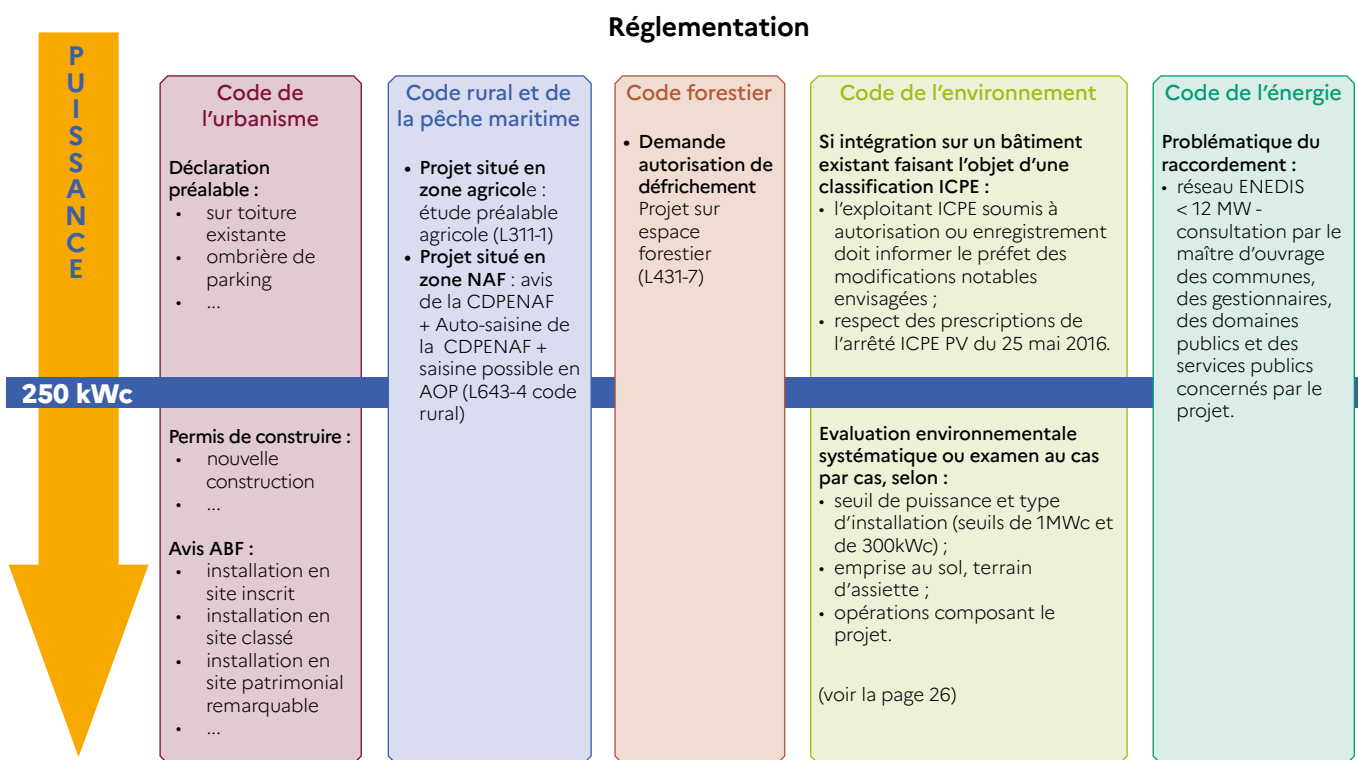 Réglementation
PUISSANCE
250 kWc
Code de
l'urbanisme
Déclaration
préalable :
• sur toiture
existante
• ombrière de
parking
• ...
Permis de construire :
• nouvelle
construction
• ...
Avis ABF :
• installation en
site inscrit
• installation en
site classé
• installation en
site patrimonial
remarquable
• ...
Code rural et de
la pêche maritime
• Projet situé en
zone agricole :
étude préalable
agricole (L311-1)
• Projet situé en
zone NAF : avis
de la CDPENAF
+ Auto-saisine de
la CDPENAF +
saisine possible en
AOP (L643-4 code
rural)
Code forestier
• Demande
autorisation de
défrichement
Projet sur
espace
forestier
(L431-7)
Code de l'environnement
Si intégration sur un bâtiment
existant faisant l'objet d'une
classification ICPE :
• l'exploitant ICPE soumis à
autorisation ou enregistrement
doit informer le préfet des
modifications notables
envisagées ;
• respect des prescriptions de
l'arrêté ICPE PV du 25 mai 2016.
Evaluation environnementale
systématique ou examen au cas
par cas, selon :
• seuil de puissance et type
d'installation (seuils de 1MWc et
de 300kWc) ;
• emprise au sol, terrain
d'assiette ;
• opérations composant le
projet.
(voir la page 26)
Code de l'énergie
Problématique du
raccordement :
• réseau ENEDIS
< 12 MW -
consultation par le
maître d'ouvrage
des communes,
des gestionnaires,
des domaines
publics et des
services publics
concernés par le
projet.